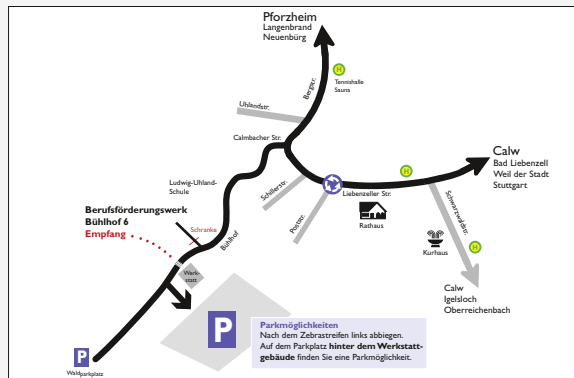 Pforzheim
Langenbrand
Neuenbürg
H
Tennishalle
Sauna
Bergstr.
Uhlandstr.
Calmbacher Str.
Calw
Bad Liebenzell
Weil der Stadt
Stuttgart
H
Ludwig-Uhland-
Schule
Schillerstr.
Liebenzeller Str.
Poststr.
Rathaus
Schwarzwaldstr.
Kurhaus
H
Berufsförderungswerk
Bühlhof 6
Empfang
Schranke
Bühlhof
Werk-
statt
Calw
Igelsloch
Oberreichenbach
P
Parkmöglichkeiten
Nach dem Zebrastreifen links abbiegen.
Auf dem Parkplatz hinter dem Werkstatt-
gebäude finden Sie eine Parkmöglichkeit.
P
Waldparkplatz